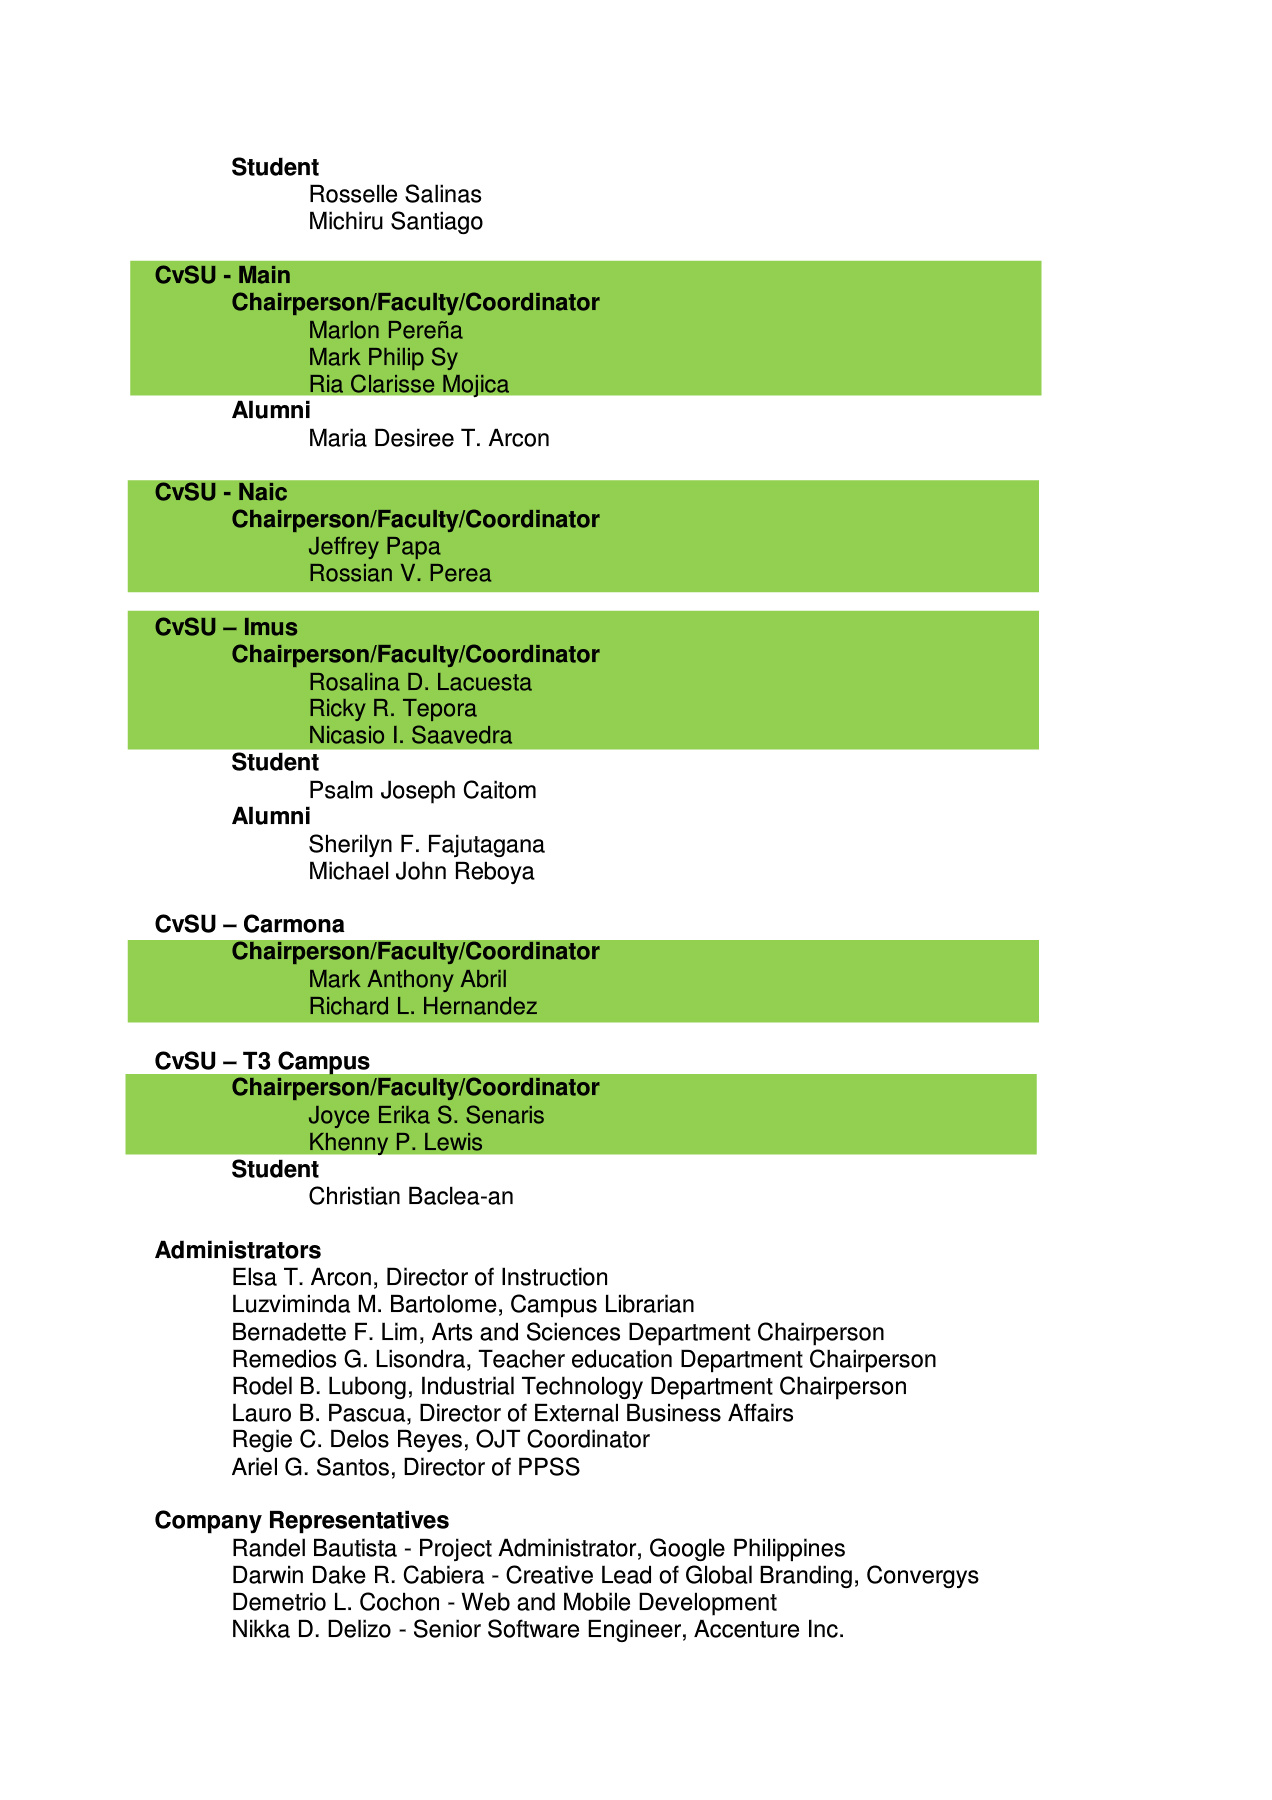 Student
Rosselle Salinas
Michiru Santiago
CvSU - Main
Chairperson/Faculty/Coordinator
Marlon Pereña
Mark Philip Sy
Ria Clarisse Mojica
Alumni
Maria Desiree T. Arcon
CvSU - Naic
Chairperson/Faculty/Coordinator
Jeffrey Papa
Rossian V. Perea
CvSU – Imus
Chairperson/Faculty/Coordinator
Rosalina D. Lacuesta
Ricky R. Tepora
Nicasio I. Saavedra
Student
Psalm Joseph Caitom
Alumni
Sherilyn F. Fajutagana
Michael John Reboya
CvSU – Carmona
Chairperson/Faculty/Coordinator
Mark Anthony Abril
Richard L. Hernandez
CvSU – T3 Campus
Chairperson/Faculty/Coordinator
Joyce Erika S. Senaris
Khenny P. Lewis
Student
Christian Baclea-an
Administrators
Elsa T. Arcon, Director of Instruction
Luzviminda M. Bartolome, Campus Librarian
Bernadette F. Lim, Arts and Sciences Department Chairperson
Remedios G. Lisondra, Teacher education Department Chairperson
Rodel B. Lubong, Industrial Technology Department Chairperson
Lauro B. Pascua, Director of External Business Affairs
Regie C. Delos Reyes, OJT Coordinator
Ariel G. Santos, Director of PPSS
Company Representatives
Randel Bautista - Project Administrator, Google Philippines
Darwin Dake R. Cabiera - Creative Lead of Global Branding, Convergys
Demetrio L. Cochon - Web and Mobile Development
Nikka D. Delizo - Senior Software Engineer, Accenture Inc.